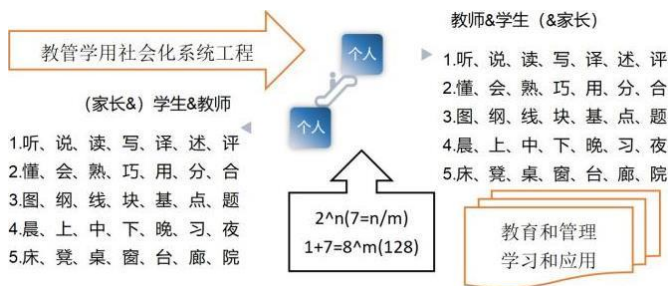 教管学用社会化系统工程
(家长&) 学生&教师
1.听、说、读、写、译、述、评
2.懂、会、熟、巧、用、分、合
3.图、纲、线、块、基、点、题
4.晨、上、中、下、晚、习、夜
5.床、凳、桌、窗、台、廊、院
个人
个人
2^n(7=n/m)
1+7=8^m(128)
教师&学生 (&家长)
1.听、说、读、写、译、述、评
2.懂、会、熟、巧、用、分、合
3.图、纲、线、块、基、点、题
4.晨、上、中、下、晚、习、夜
5.床、凳、桌、窗、台、廊、院
教育和管理
学习和应用